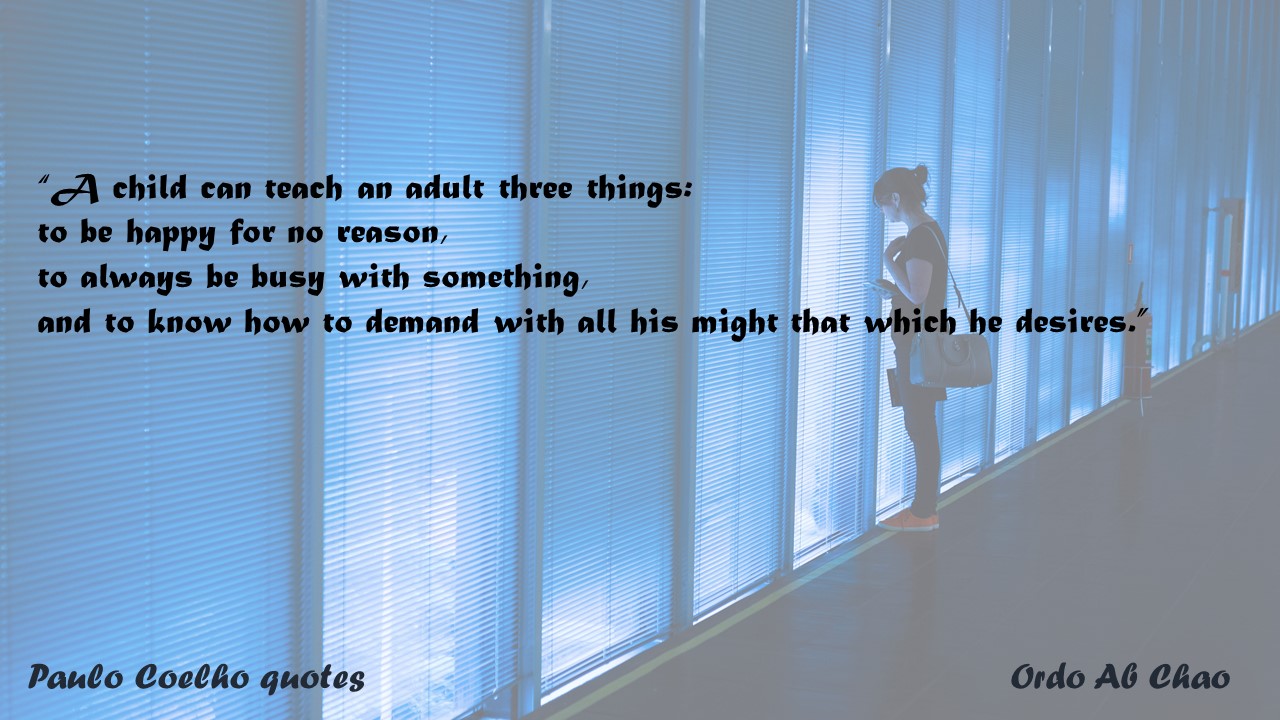 "A child can teach an adult three things:
to be happy for no reason,
to always be busy with something,
and to know how to demand with all his might that which he desires."
Paulo Coelho quotes
Ordo Ab Chao